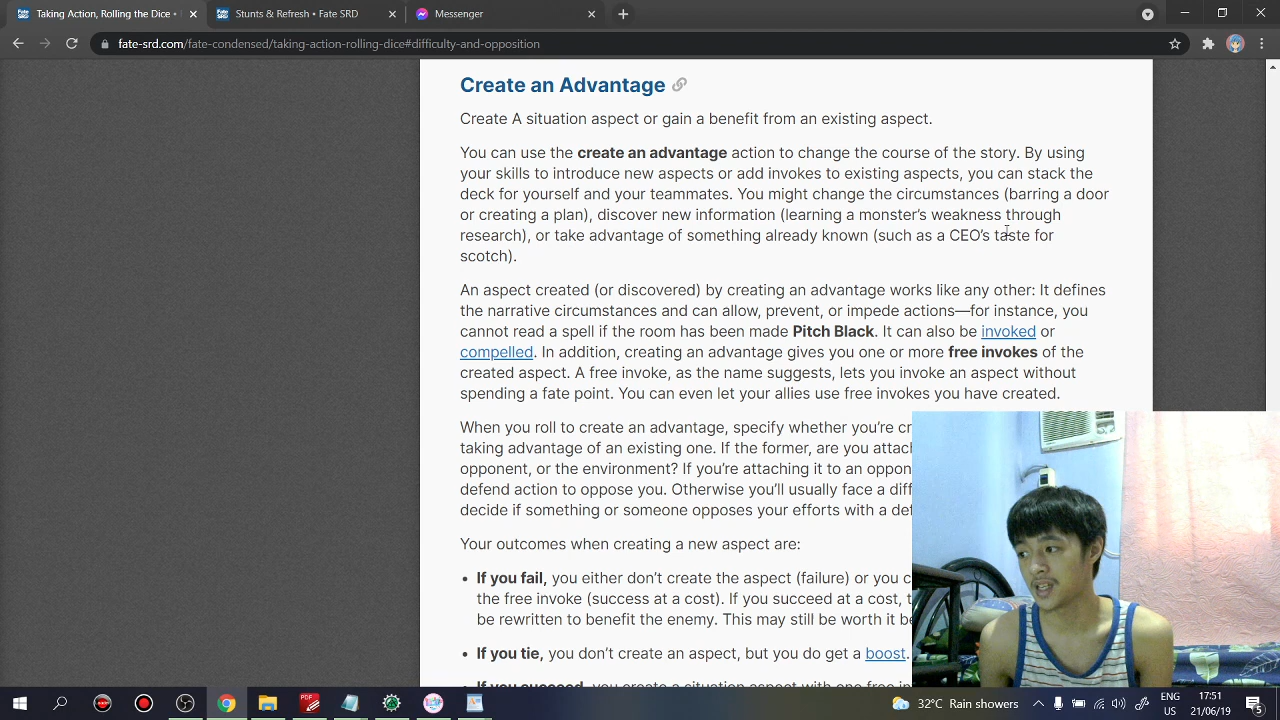 Taking Action, Rolling the Dice •
Stunts & Refresh • Fate SRD
Messenger
fate-srd.com/fate-condensed/taking-action-rolling-dice#difficulty-and-opposition
Create an Advantage
Create A situation aspect or gain a benefit from an existing aspect.
You can use the create an advantage action to change the course of the story. By using
your skills to introduce new aspects or add invokes to existing aspects, you can stack the
deck for yourself and your teammates. You might change the circumstances (barring a door
or creating a plan), discover new information (learning a monster's weakness through
research), or take advantage of something already known (such as a CEO's taste for
scotch).
An aspect created (or discovered) by creating an advantage works like any other: It defines
the narrative circumstances and can allow, prevent, or impede actions—for instance, you
cannot read a spell if the room has been made Pitch Black. It can also be invoked or
compelled. In addition, creating an advantage gives you one or more free invokes of the
created aspect. A free invoke, as the name suggests, lets you invoke an aspect without
spending a fate point. You can even let your allies use free invokes you have created.
When you roll to create an advantage, specify whether you're cr
taking advantage of an existing one. If the former, are you attac
opponent, or the environment? If you're attaching it to an oppon
defend action to oppose you. Otherwise you'll usually face a diff
decide if something or someone opposes your efforts with a def
Your outcomes when creating a new aspect are:
• If you fail, you either don't create the aspect (failure) or you c
the free invoke (success at a cost). If you succeed at a cost, t
be rewritten to benefit the enemy. This may still be worth it be
• If you tie, you don't create an aspect, but you do get a boost.
If you succeed, you create a situation aspect with one free in
32°C Rain showers
ENG
US
17:51
21/06/19
5